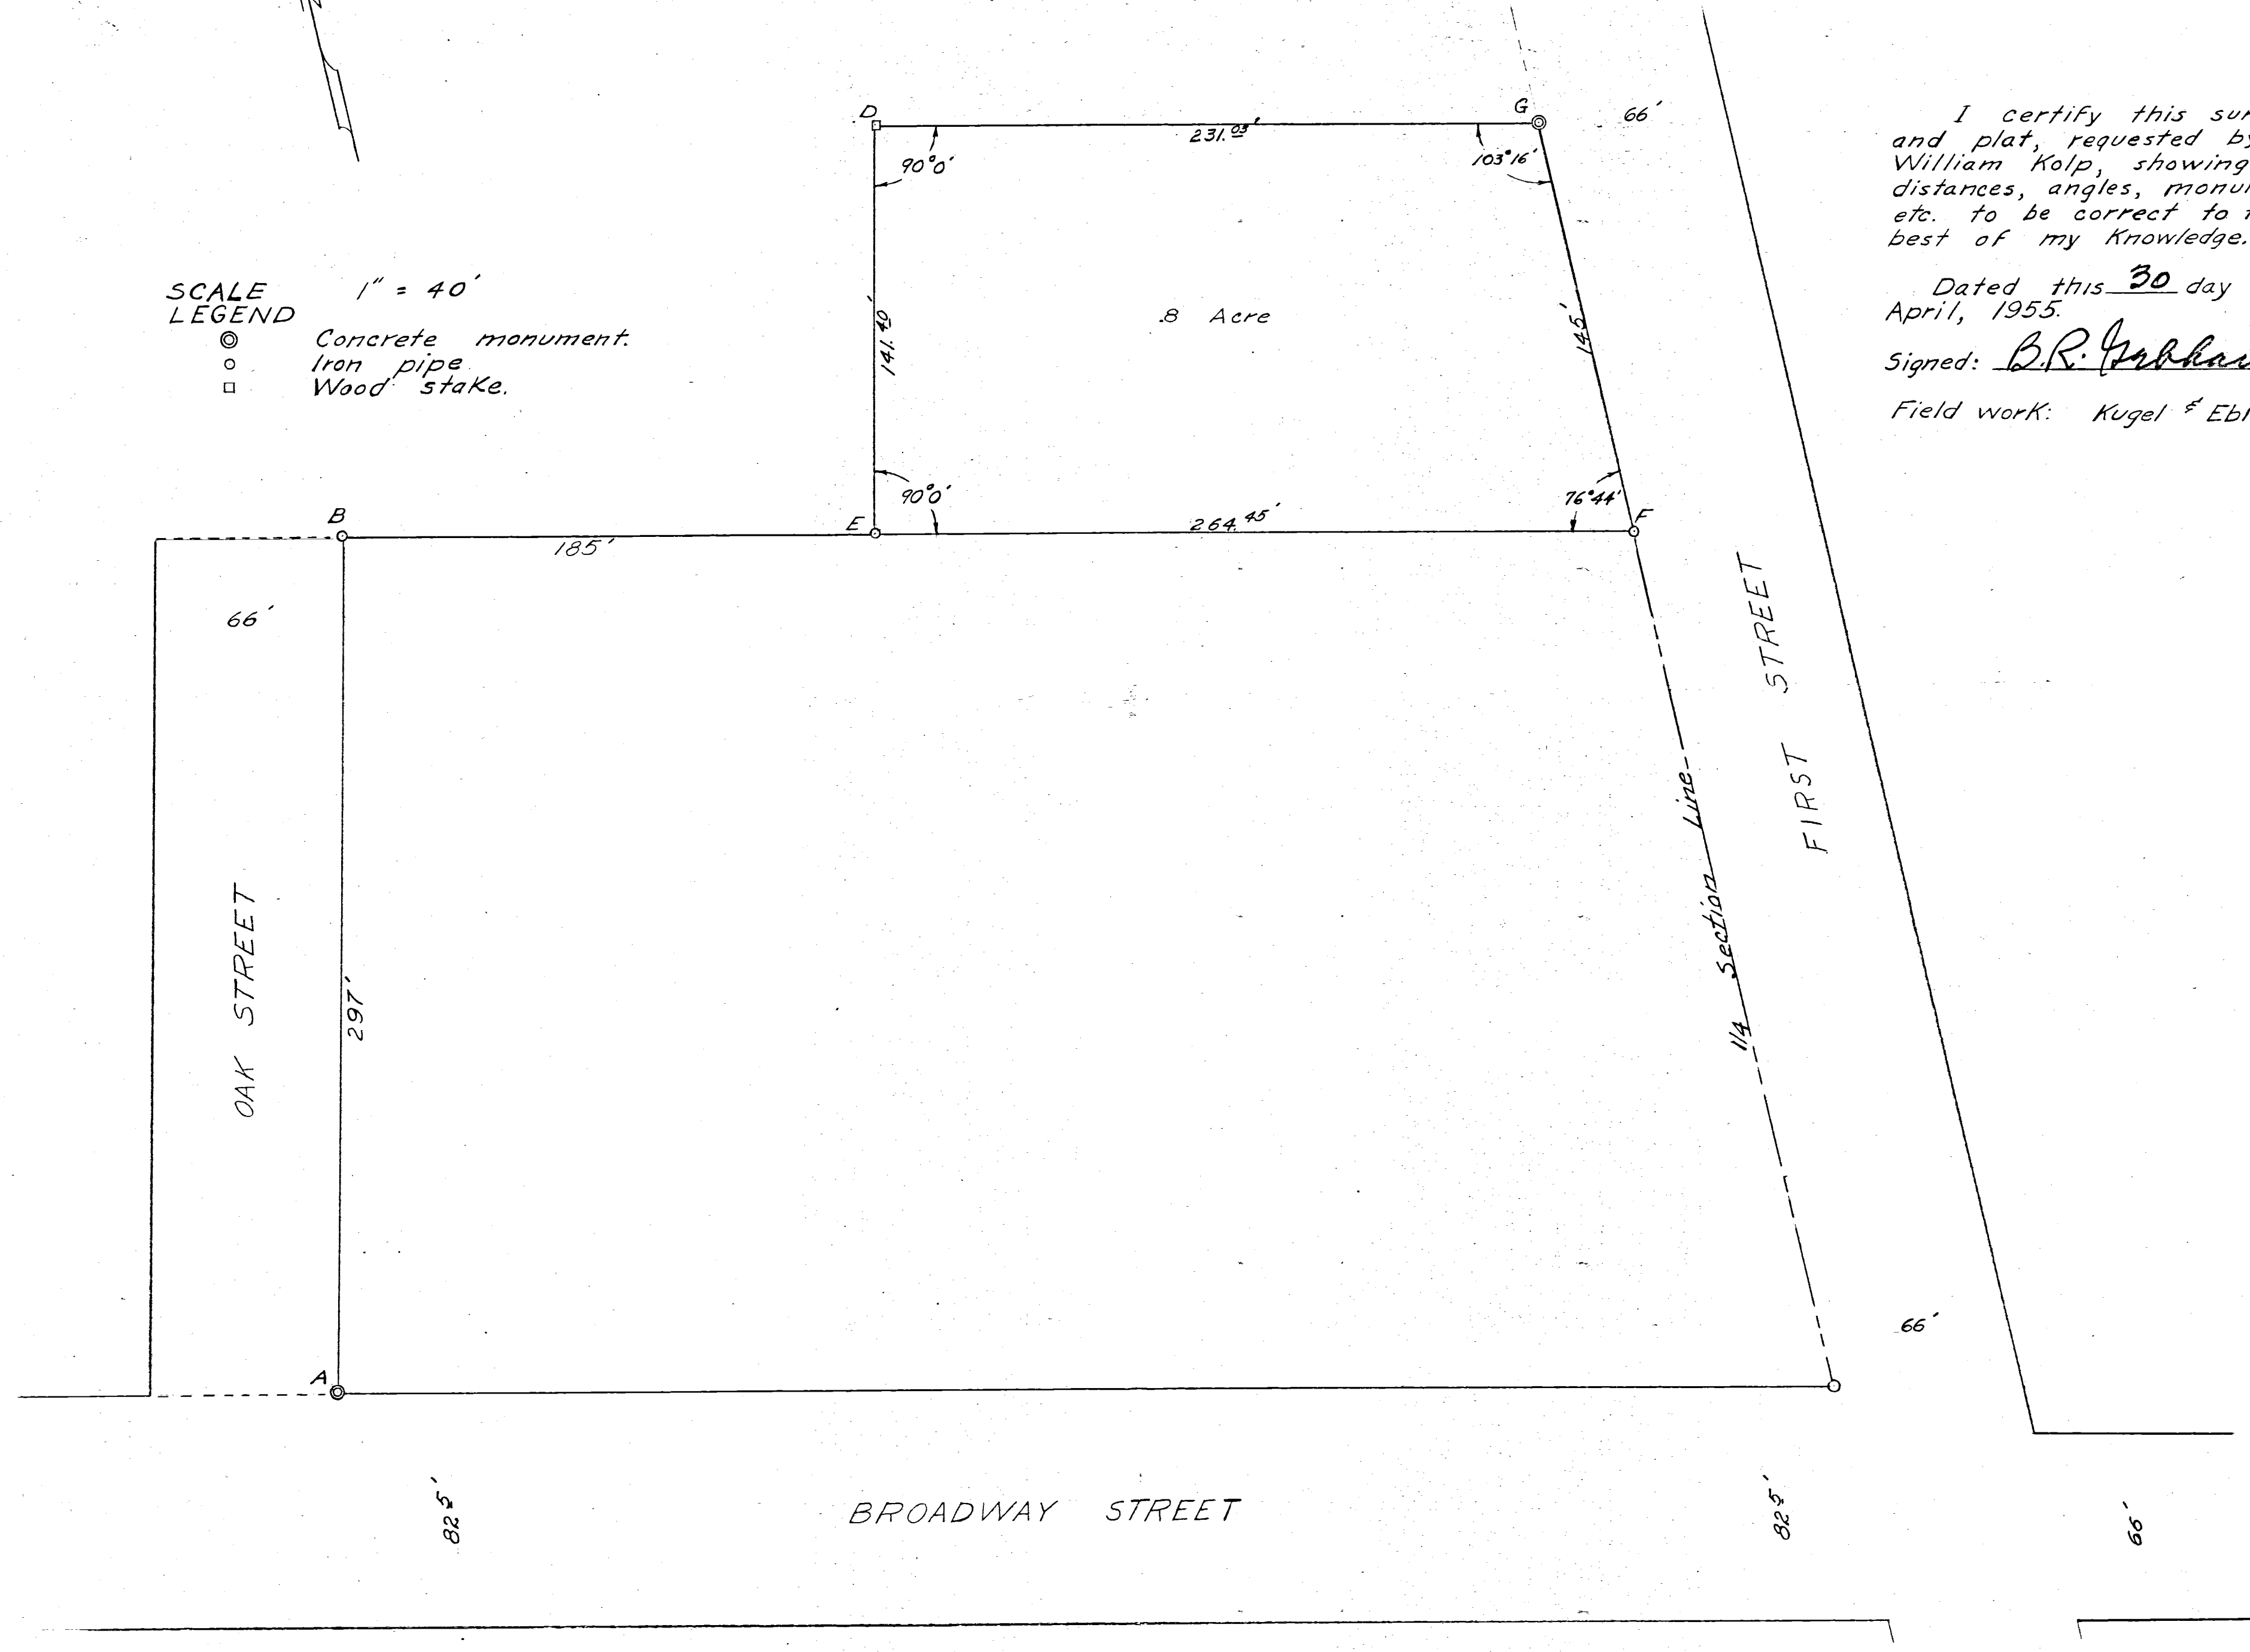 D
231.03'
G
66'
90°0'
103°16'
I certify this
and plat, requested
William Kolp, showing
distances, angles,
etc. to be correct to
best of my Knowledge.
Dated this 30 day
April, 1955.
Signed: B.R.
Field work: Kugel &
SCALE 1" = 40'
LEGEND
Concrete monument.
Iron pipe
Wood stake.
141.40'
.8 Acre
145'
90°0'
76°44'
B
E
F
185'
264.45'
66'
OAK STREET
297'
FIRST STREET
1/4 Section Line
A
66'
82.5'
BROADWAY STREET
82.5'
66'